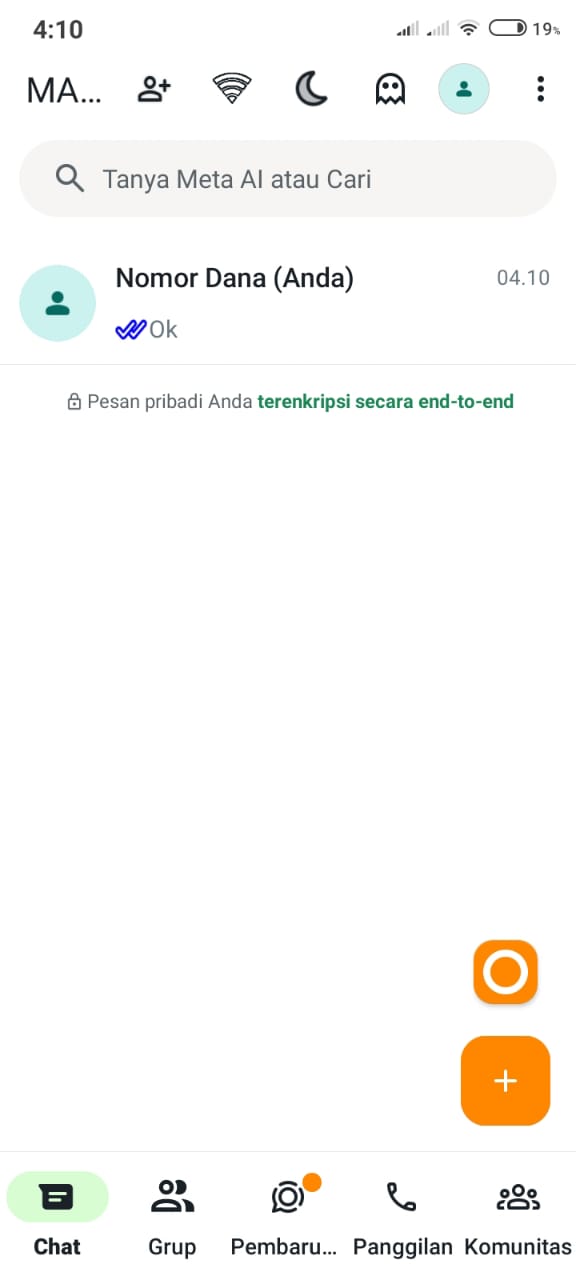 4:10
19%
MA...
Tanya Meta AI atau Cari
Nomor Dana (Anda)
04.10
Ok
Pesan pribadi Anda terenkripsi secara end-to-end
Chat
Grup
Pembaru...
Panggilan
Komunitas